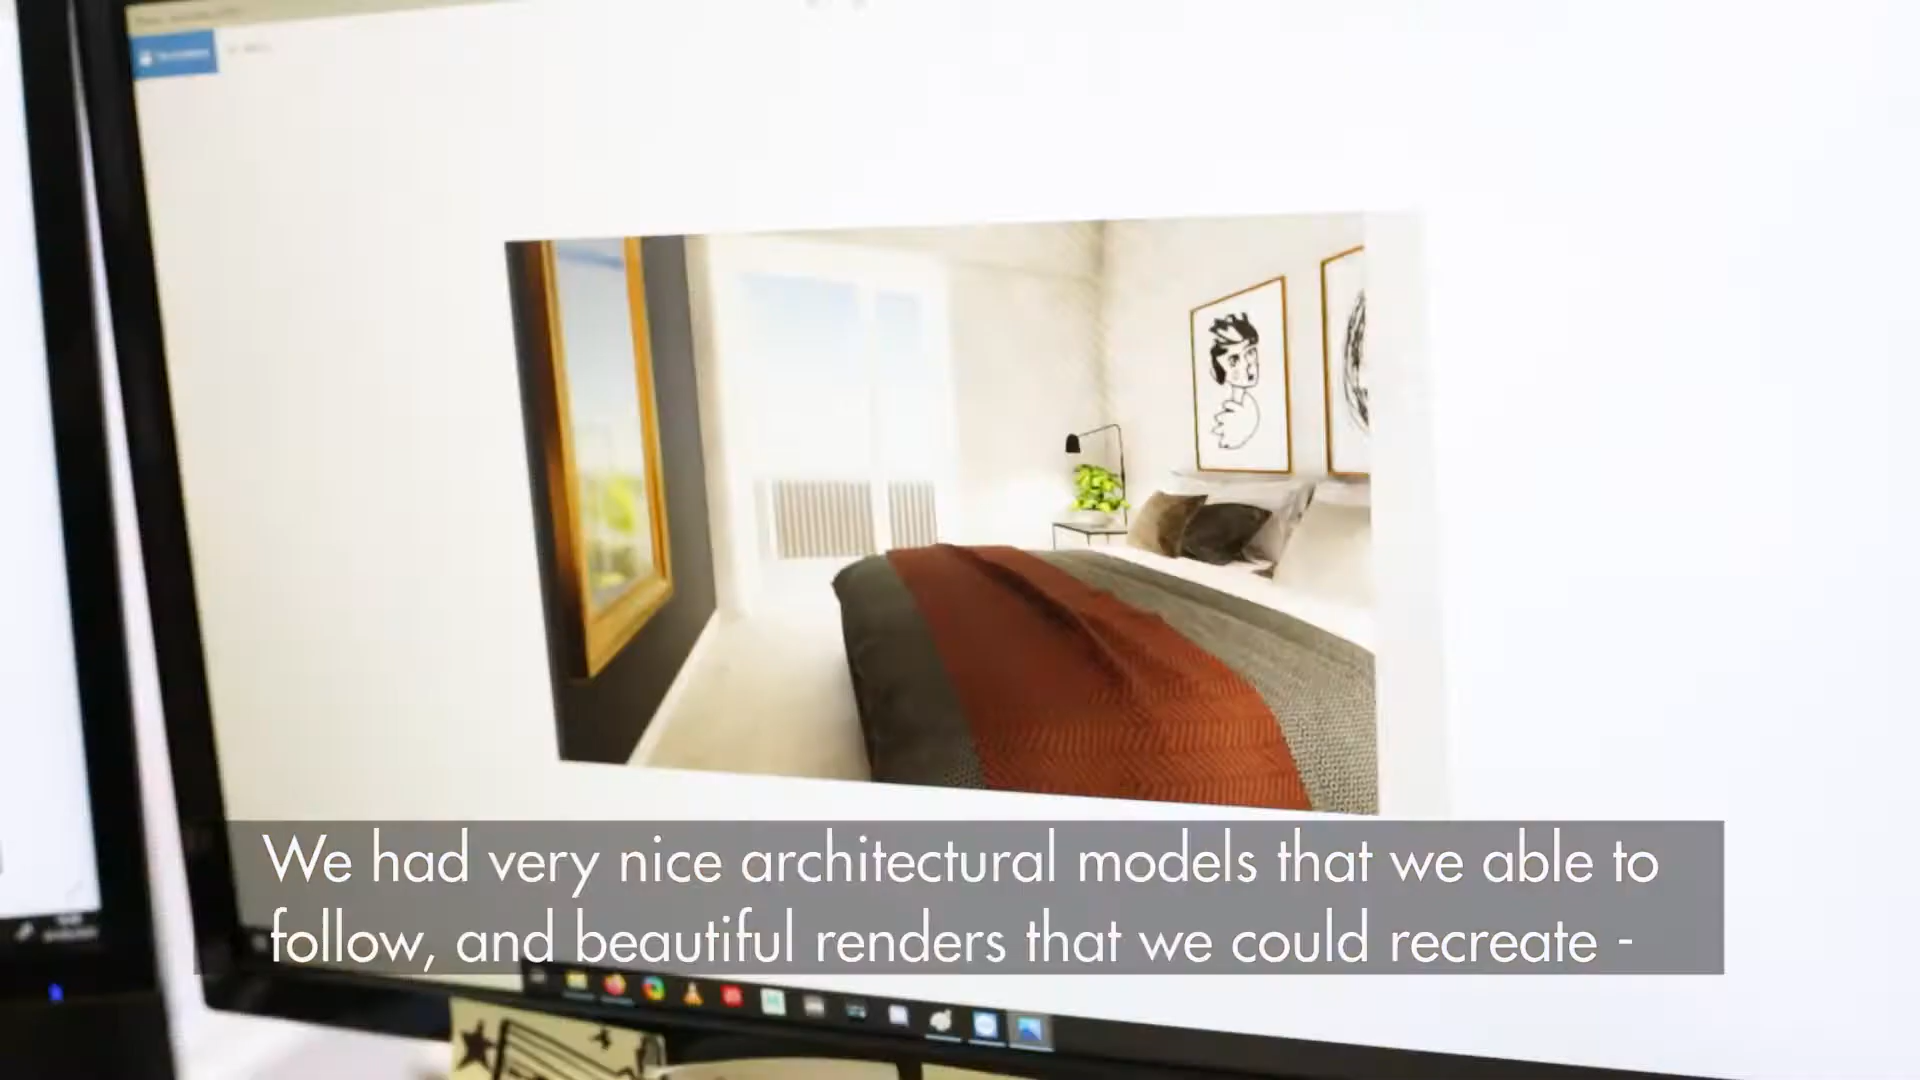 We had very nice architectural models that we able to
follow, and beautiful renders that we could recreate -